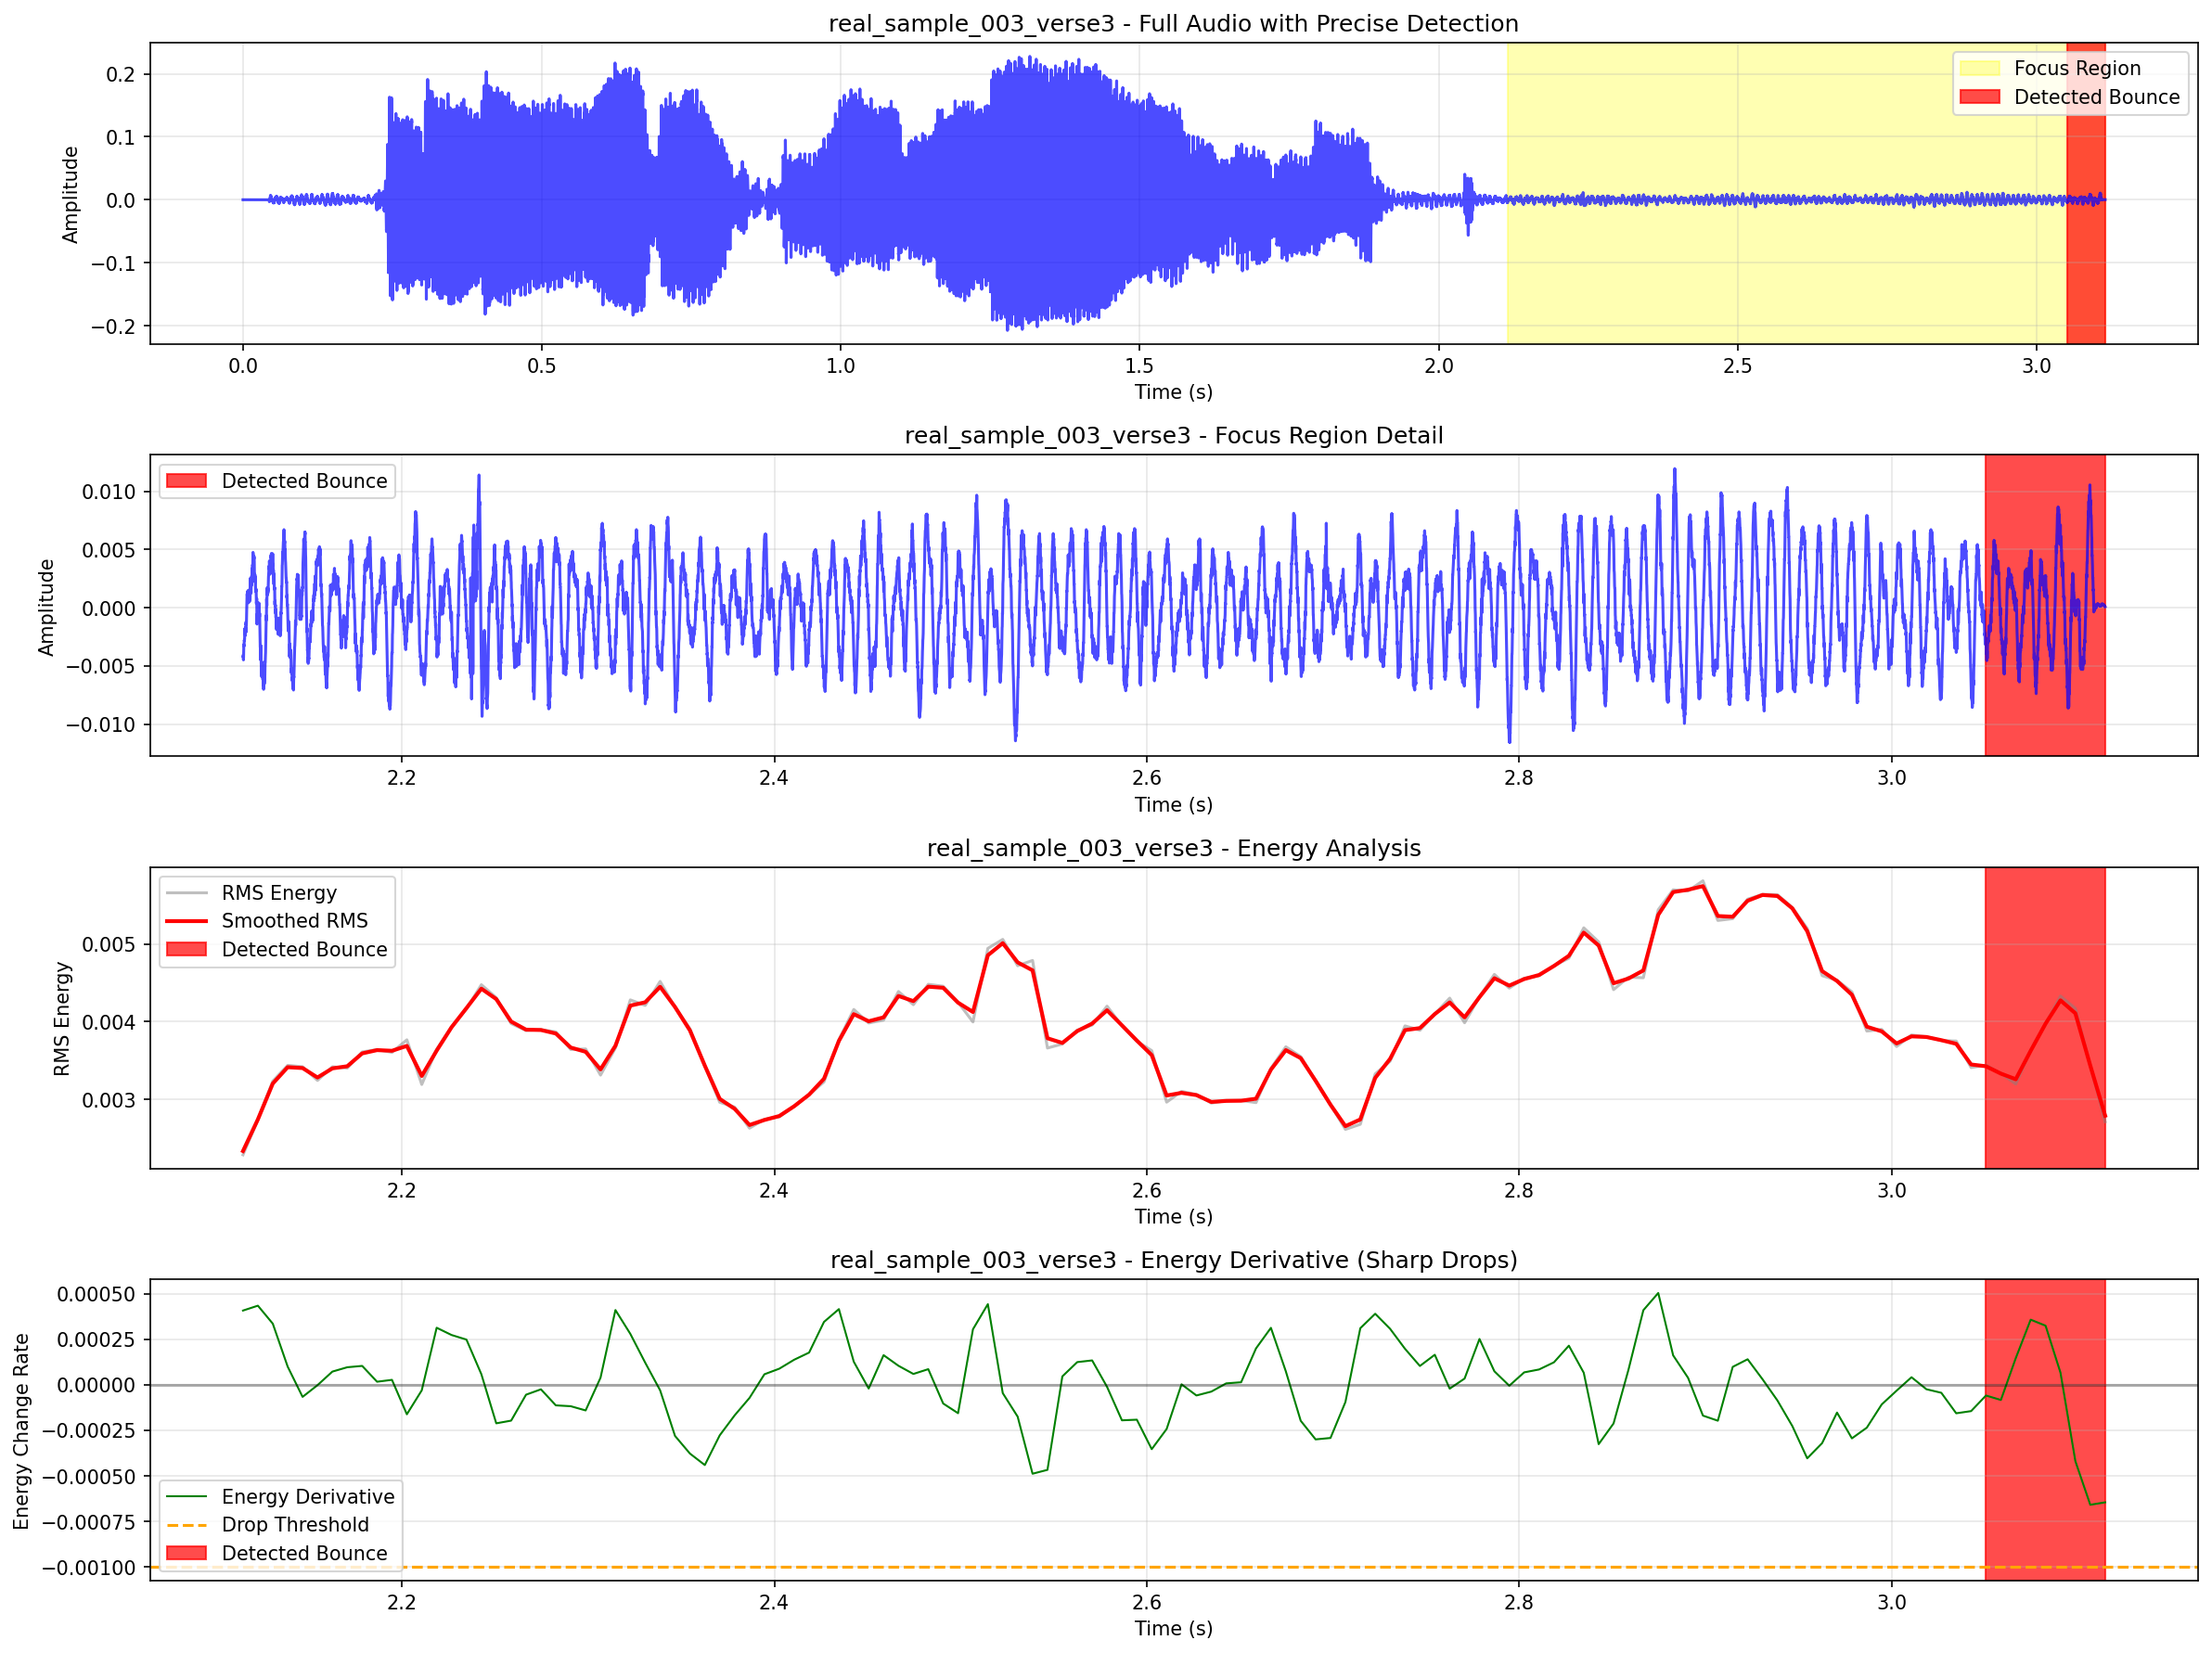 real_sample_003_verse3 - Full Audio with Precise Detection
Amplitude
0.2
0.1
0.0
−0.1
−0.2
Focus Region
Detected Bounce
0.0 0.5 1.0 1.5 2.0 2.5 3.0
Time (s)
real_sample_003_verse3 - Focus Region Detail
Amplitude
0.010
0.005
0.000
−0.005
−0.010
Detected Bounce
2.2 2.4 2.6 2.8 3.0
Time (s)
real_sample_003_verse3 - Energy Analysis
RMS Energy
0.005
0.004
0.003
RMS Energy
Smoothed RMS
Detected Bounce
2.2 2.4 2.6 2.8 3.0
Time (s)
real_sample_003_verse3 - Energy Derivative (Sharp Drops)
Energy Change Rate
0.00050
0.00025
0.00000
−0.00025
−0.00050
−0.00075
−0.00100
Energy Derivative
Drop Threshold
Detected Bounce
2.2 2.4 2.6 2.8 3.0
Time (s)